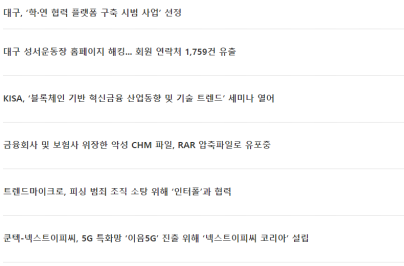 대구, '학·연 협력 플랫폼 구축 시범 사업' 선정
대구 성서운동장 홈페이지 해킹... 회원 연락처 1,759건 유출
KISA, '블록체인 기반 혁신금융 산업동향 및 기술 트렌드' 세미나 열어
금융회사 및 보험사 위장한 악성 CHM 파일, RAR 압축파일로 유포중
트렌드마이크로, 피싱 범죄 조직 소탕 위해 '인터폴'과 협력
쿤텍-넥스트이피씨, 5G 특화망 '이음5G' 진출 위해 '넥스트이피씨 코리아' 설립